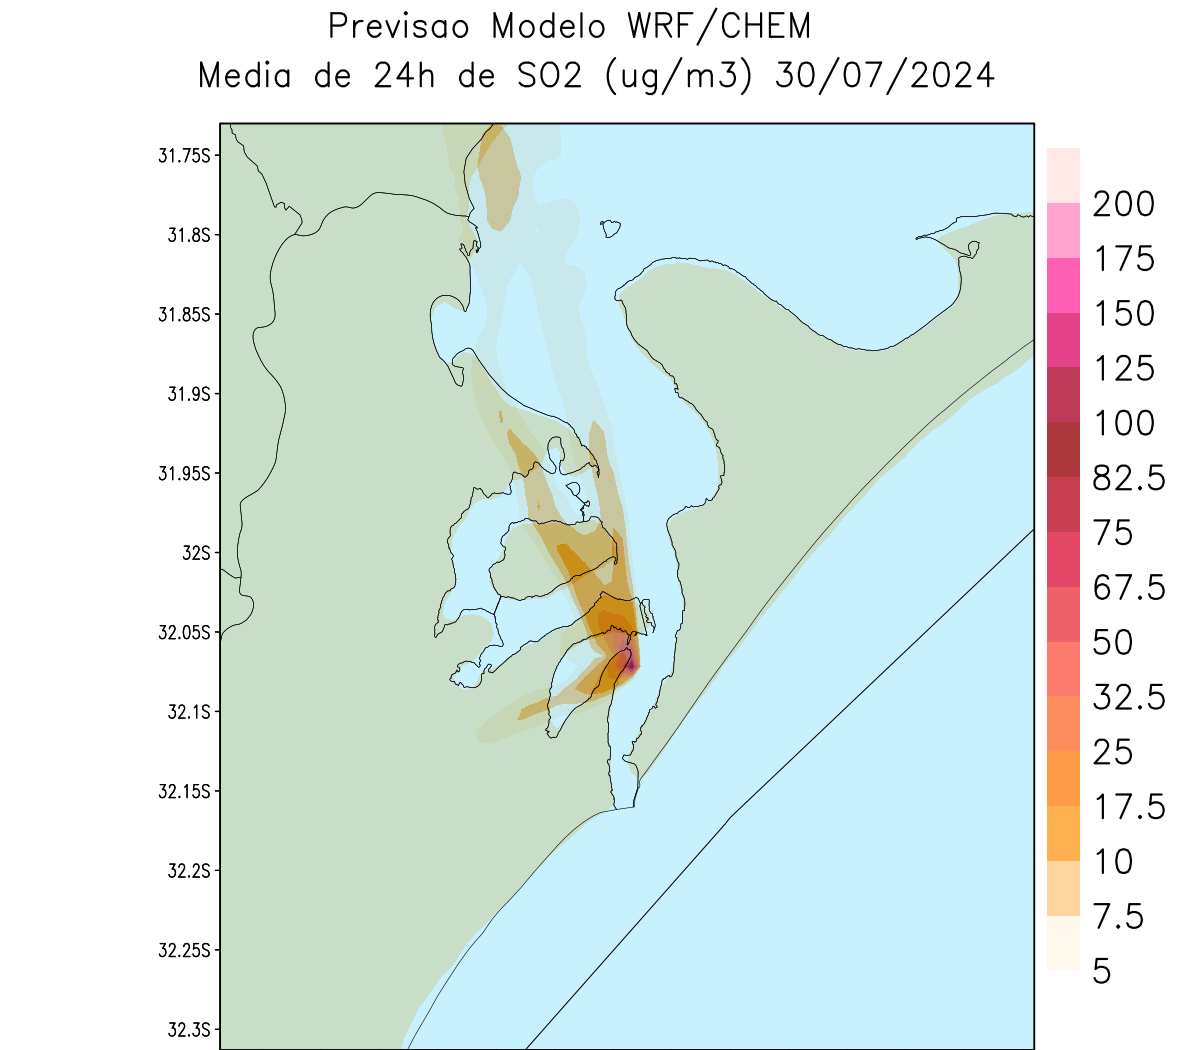 Previsao Modelo WRF/CHEM
Media de 24h de SO2 (ug/m3) 30/07/2024
31.75S
31.8S
31.85S
31.9S
31.95S
32S
32.05S
32.1S
32.15S
32.2S
32.25S
32.3S
200
175
150
125
100
82.5
75
67.5
50
32.5
25
17.5
10
7.5
5